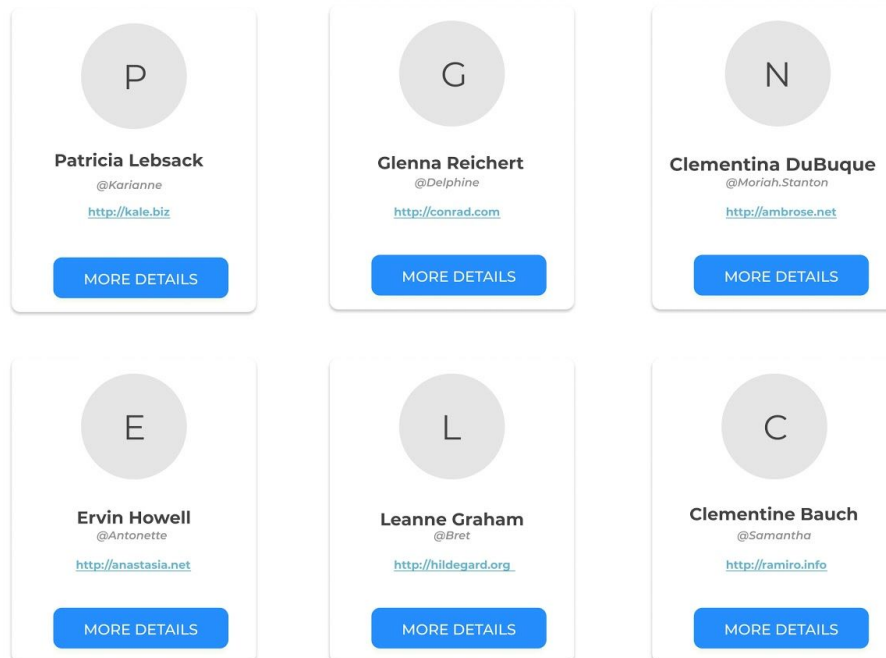 P
Patricia Lebsack
@Karianne
http://kale.biz
MORE DETAILS
G
Glenna Reichert
@Delphine
http://conrad.com
MORE DETAILS
N
Clementina DuBuque
@Moriah.Stanton
http://ambrose.net
MORE DETAILS
E
Ervin Howell
@Antonette
http://anastasia.net
MORE DETAILS
L
Leanne Graham
@Bret
http://hildegard.org
MORE DETAILS
C
Clementine Bauch
@Samantha
http://ramiro.info
MORE DETAILS